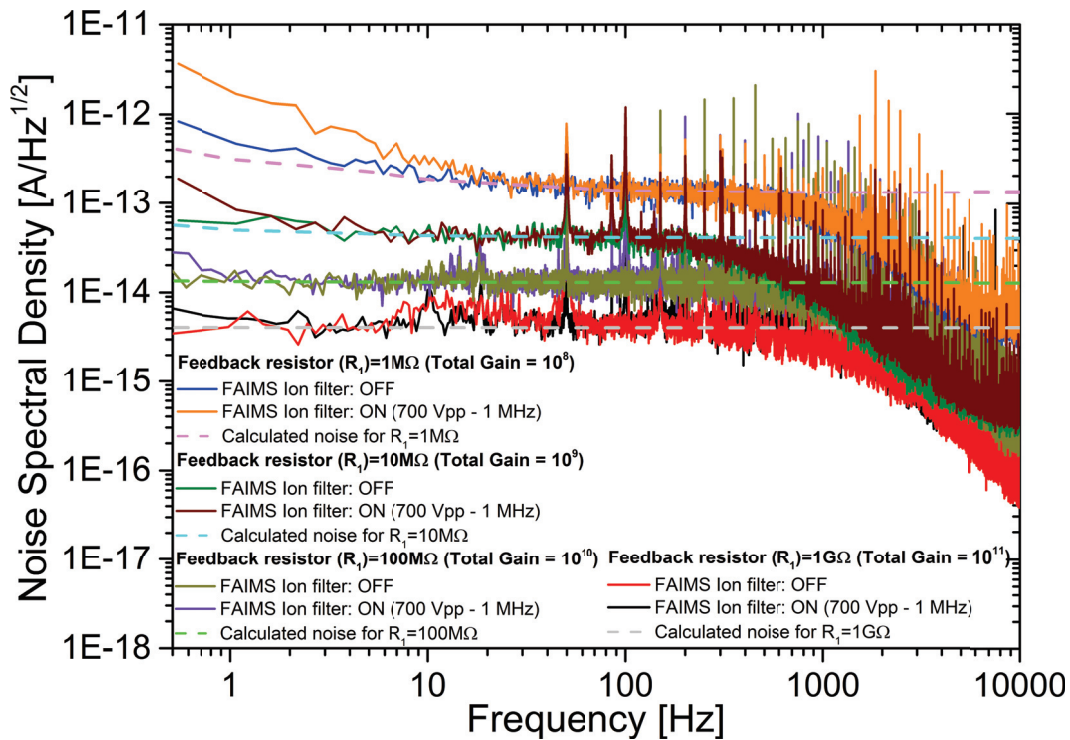 Noise Spectral Density [A/Hz^1/2]
1E-11
1E-12
1E-13
1E-14
1E-15
1E-16
1E-17
1E-18
Feedback resistor (R₁)=1MΩ (Total Gain = 10⁸)
FAIMS Ion filter: OFF
FAIMS Ion filter: ON (700 Vpp - 1 MHz)
Calculated noise for R₁=1MΩ
Feedback resistor (R₁)=10MΩ (Total Gain = 10⁹)
FAIMS Ion filter: OFF
FAIMS Ion filter: ON (700 Vpp - 1 MHz)
Calculated noise for R₁=10MΩ
Feedback resistor (R₁)=100MΩ (Total Gain = 10¹⁰)
FAIMS Ion filter: OFF
FAIMS Ion filter: ON (700 Vpp - 1 MHz)
Calculated noise for R₁=100MΩ
Feedback resistor (R₁)=1GΩ (Total Gain = 10¹¹)
FAIMS Ion filter: OFF
FAIMS Ion filter: ON (700 Vpp - 1 MHz)
Calculated noise for R₁=1GΩ
1 10 100 1000 10000
Frequency [Hz]